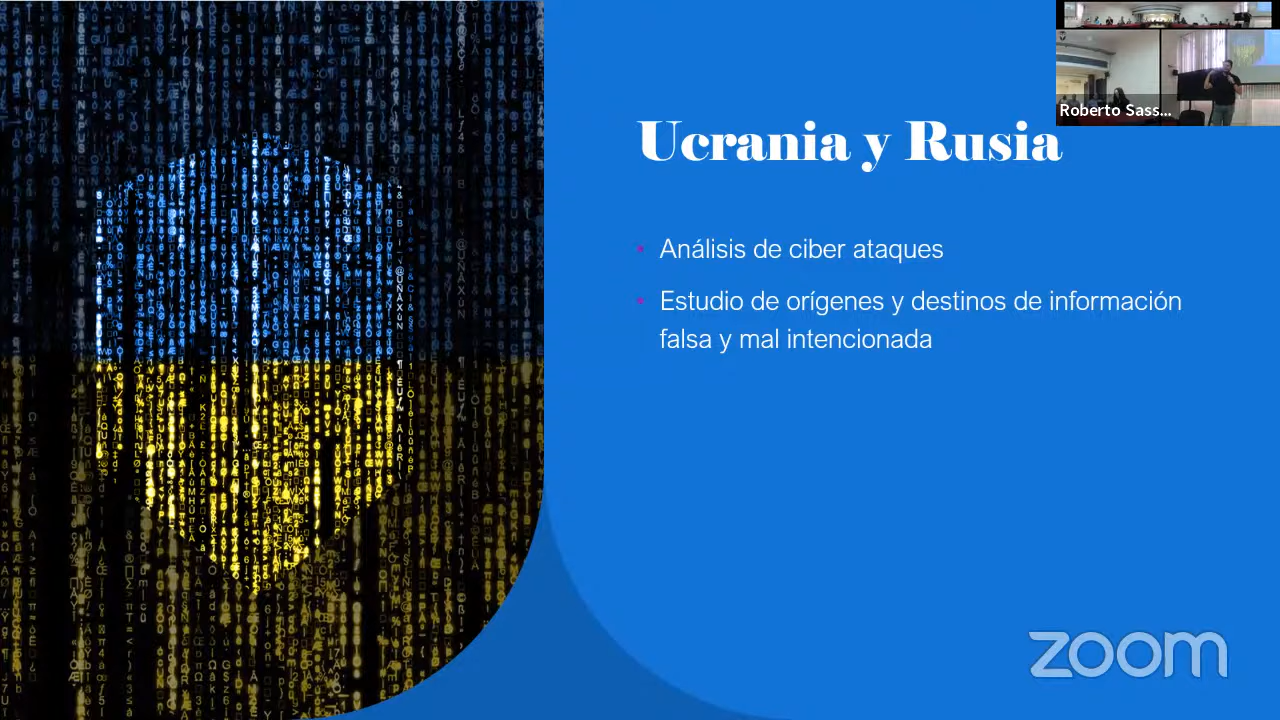 Roberto Sass...
Ucrania y Rusia
Análisis de ciber ataques
Estudio de orígenes y destinos de información
falsa y mal intencionada
zoom